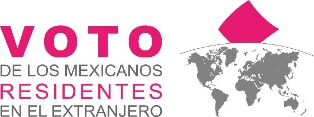 VOTO
DE LOS MEXICANOS
RESIDENTES
EN EL EXTRANJERO